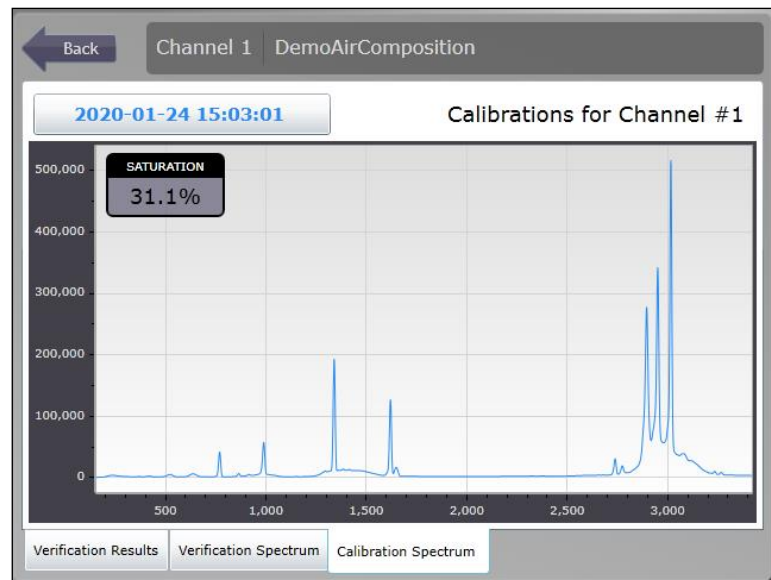 Back
Channel 1 DemoAirComposition
2020-01-24 15:03:01
Calibrations for Channel #1
SATURATION
31.1%
500,000
400,000
300,000
200,000
100,000
0
500 1,000 1,500 2,000 2,500 3,000
Verification Results Verification Spectrum Calibration Spectrum